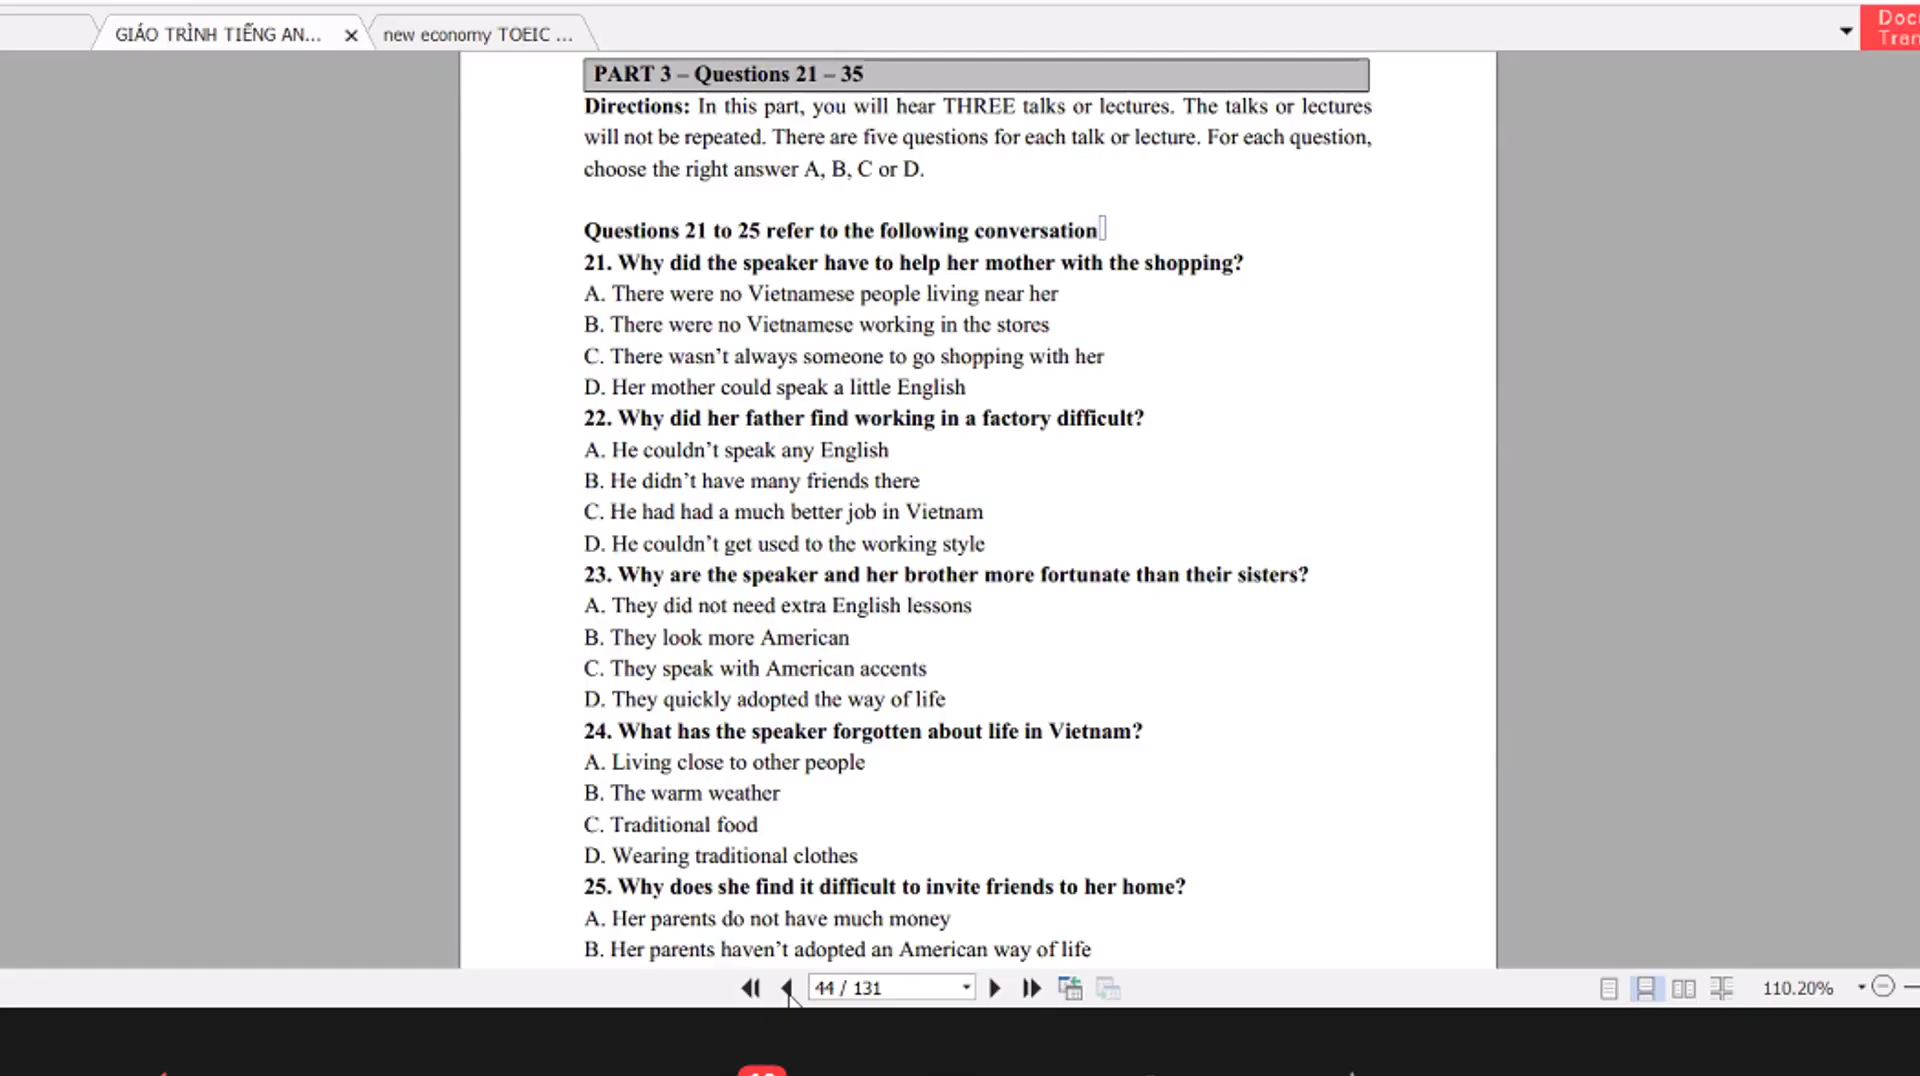 GIÁO TRÌNH TIẾNG AN...
new economy TOEIC ...
PART 3 – Questions 21 – 35
Directions: In this part, you will hear THREE talks or lectures. The talks or lectures
will not be repeated. There are five questions for each talk or lecture. For each question,
choose the right answer A, B, C or D.
Questions 21 to 25 refer to the following conversation
21. Why did the speaker have to help her mother with the shopping?
A. There were no Vietnamese people living near her
B. There were no Vietnamese working in the stores
C. There wasn’t always someone to go shopping with her
D. Her mother could speak a little English
22. Why did her father find working in a factory difficult?
A. He couldn’t speak any English
B. He didn’t have many friends there
C. He had had a much better job in Vietnam
D. He couldn’t get used to the working style
23. Why are the speaker and her brother more fortunate than their sisters?
A. They did not need extra English lessons
B. They look more American
C. They speak with American accents
D. They quickly adopted the way of life
24. What has the speaker forgotten about life in Vietnam?
A. Living close to other people
B. The warm weather
C. Traditional food
D. Wearing traditional clothes
25. Why does she find it difficult to invite friends to her home?
A. Her parents do not have much money
B. Her parents haven’t adopted an American way of life
44 / 131
110.20%